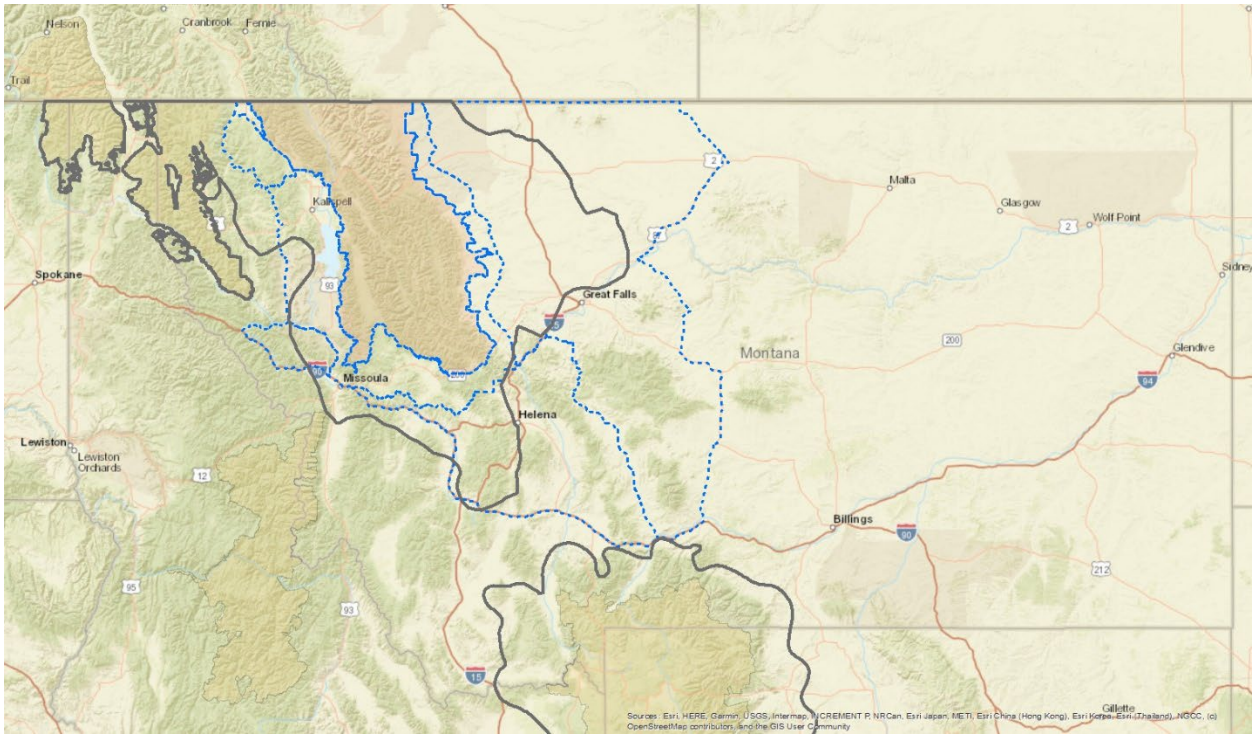 Nelson
Cranbrook
Fernie
Trail
2
Malta
Glasgow
Wolf Point
2
Kalispell
Sidney
Spokane
93
Great Falls
Montana
200
Glendive
94
Missoula
Helena
Lewiston
Lewiston
Orchards
12
Billings
90
212
95
93
15
Sources: Esri, HERE, Garmin, USGS, Intermap, INCREMENT P, NRCan, Esri Japan, METI, Esri China (Hong Kong), Esri Korea, Esri (Thailand), NGCC, (c)
OpenStreetMap contributors, and the GIS User Community
Gillette